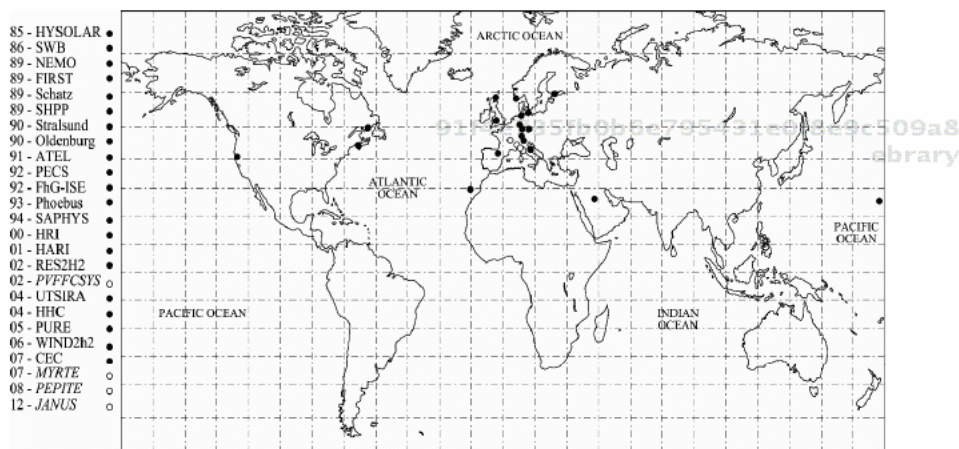 85 - HYSOLAR
86 - SWB
89 - NEMO
89 - FIRST
89 - Schatz
89 - SHPP
90 - Stralsund
90 - Oldenburg
91 - ATEL
92 - PECS
92 - FhG-ISE
93 - Phoebus
94 - SAPHYS
00 - HRI
01 - HARI
02 - RES2H2
02 - PVFFCSYS
04 - UTSIRA
04 - HHC
05 - PURE
06 - WIND2h2
07 - CEC
07 - MYRTE
08 - PEPITE
12 - JANUS
ARCTIC OCEAN
ATLANTIC
OCEAN
PACIFIC
OCEAN
PACIFIC OCEAN
INDIAN
OCEAN
ebrary